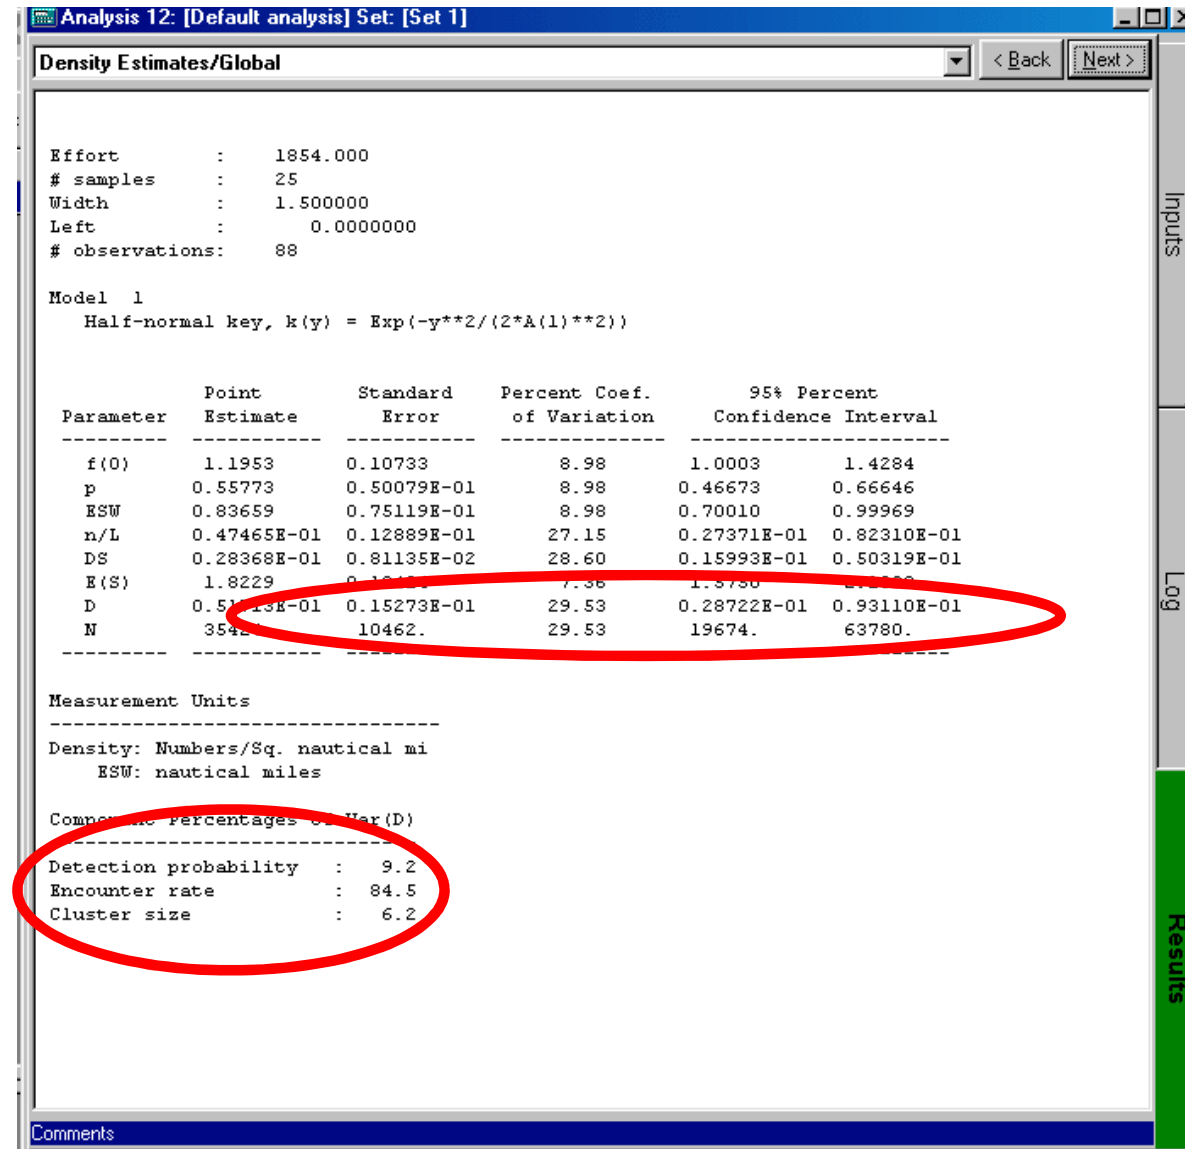 Analysis 12: [Default analysis] Set: [Set 1]
Density Estimates/Global
< Back
Next >
Effort : 1854.000
# samples : 25
Width : 1.500000
Left : 0.0000000
# observations: 88
Model 1
Half-normal key, k(y) = Exp(-y**2/(2*A(1)**2))
Point Standard Percent Coef. 95% Percent
Parameter Estimate Error of Variation Confidence Interval
--------- ----------- ----------- -------------- ----------------------
f(0) 1.1953 0.10733 8.98 1.0003 1.4284
p 0.55773 0.50079E-01 8.98 0.46673 0.66646
ESW 0.83659 0.75119E-01 8.98 0.70010 0.99969
n/L 0.47465E-01 0.12889E-01 27.15 0.27371E-01 0.82310E-01
DS 0.28368E-01 0.81135E-02 28.60 0.15993E-01 0.50319E-01
E(S) 1.8229 7.36
D 0.15273E-01 29.53 0.28722E-01 0.93110E-01
N 10462. 29.53 19674. 63780.
--------- ----------- ----------- -------------- ----------------------
Measurement Units
---------------------------------
Density: Numbers/Sq. nautical mi
ESW: nautical miles
Component Percentages of Var(D)
-------------------------------
Detection probability : 9.2
Encounter rate : 84.5
Cluster size : 6.2
Comments
Inputs
Log
Results